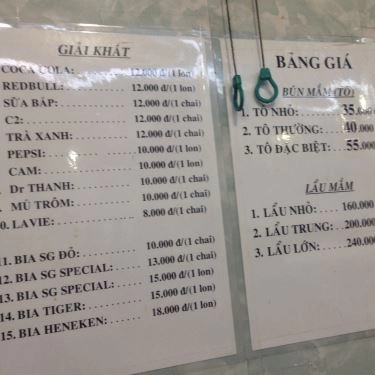 GIẢI KHÁT
COCA COLA: 12.000 đ/(1 lon)
REDBULL: 12.000 đ/(1 lon)
SỮA BẮP: 12.000 đ/(1 chai)
C2: 12.000 đ/(1 chai)
TRÀ XANH: 12.000 đ/(1 chai)
PEPSI: 10.000 đ/(1 lon)
CAM: 10.000 đ/(1 lon)
Dr THANH: 10.000 đ/(1 chai)
MỦ TRÔM: 10.000 đ/(1 lon)
0. LAVIE: 8.000 đ/(1 chai)
11. BIA SG ĐỎ: 10.000 đ/(1 chai)
12. BIA SG SPECIAL: 13.000 đ/(1 chai)
13. BIA SG SPECIAL: 15.000 đ/(1 lon)
14. BIA TIGER: 15.000 đ/(1 lon)
15. BIA HENEKEN: 18.000 đ/(1 lon)
BẢNG GIÁ
BÚN MẮM (TÔ)
1. TÔ NHỎ: 35.000
2. TÔ THƯỜNG: 40.000
3. TÔ ĐẶC BIỆT: 55.000
LẨU MẮM
1. LẨU NHỎ: 160.000
2. LẨU TRUNG: 200.000
3. LẨU LỚN: 240.000